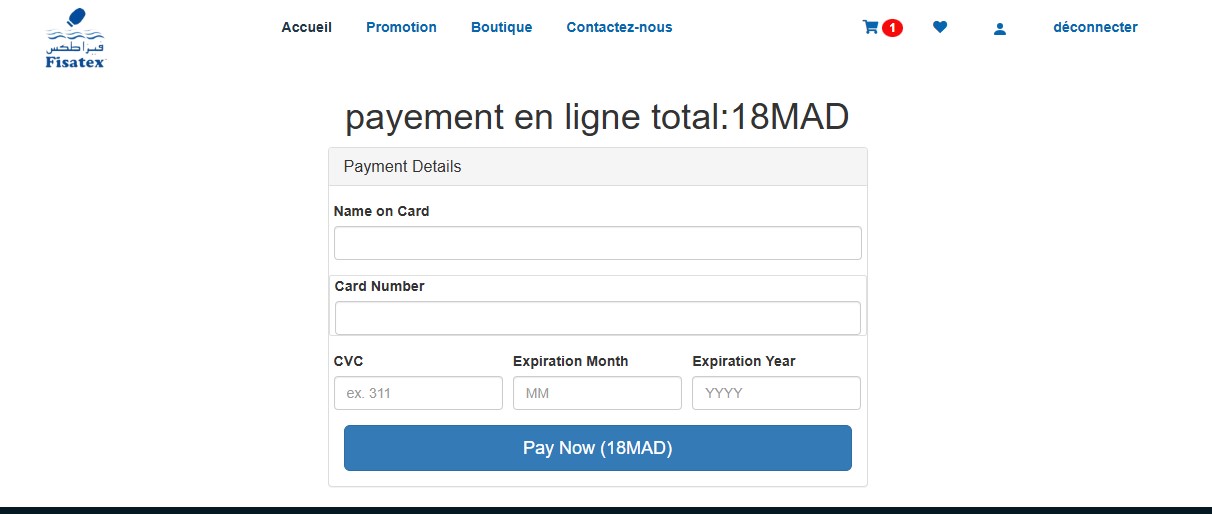 فيزاطكس
Fisatex
Accueil Promotion Boutique Contactez-nous 1 déconnecter
payement en ligne total:18MAD
Payment Details
Name on Card
Card Number
CVC Expiration Month Expiration Year
ex. 311 MM YYYY
Pay Now (18MAD)